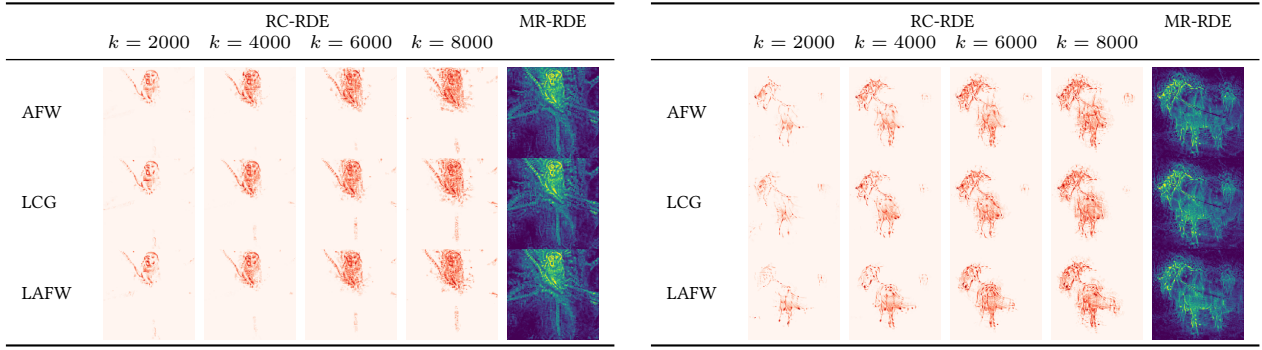 RC-RDE MR-RDE
k = 2000 k = 4000 k = 6000 k = 8000
AFW
LCG
LAFW
RC-RDE MR-RDE
k = 2000 k = 4000 k = 6000 k = 8000
AFW
LCG
LAFW